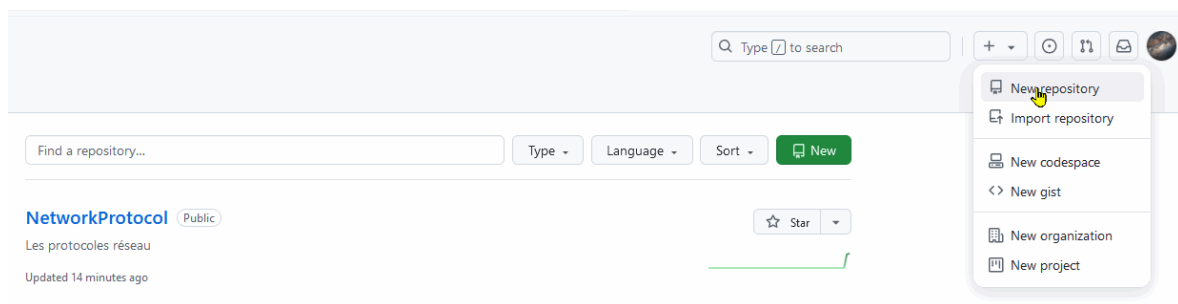 Type / to search
New repository
Import repository
New codespace
New gist
New organization
New project
Find a repository...
Type
Language
Sort
New
NetworkProtocol Public
Star
Les protocoles réseau
Updated 14 minutes ago